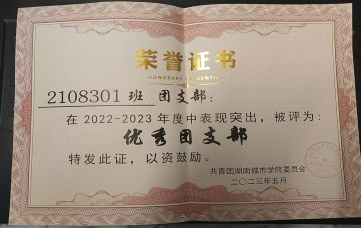 荣誉证书
2108301 班 团支部：
在 2022-2023 年度中表现突出，被评为：
优秀团支部
特发此证，以资鼓励。
共青团湖南城市学院委员会
二〇二三年五月